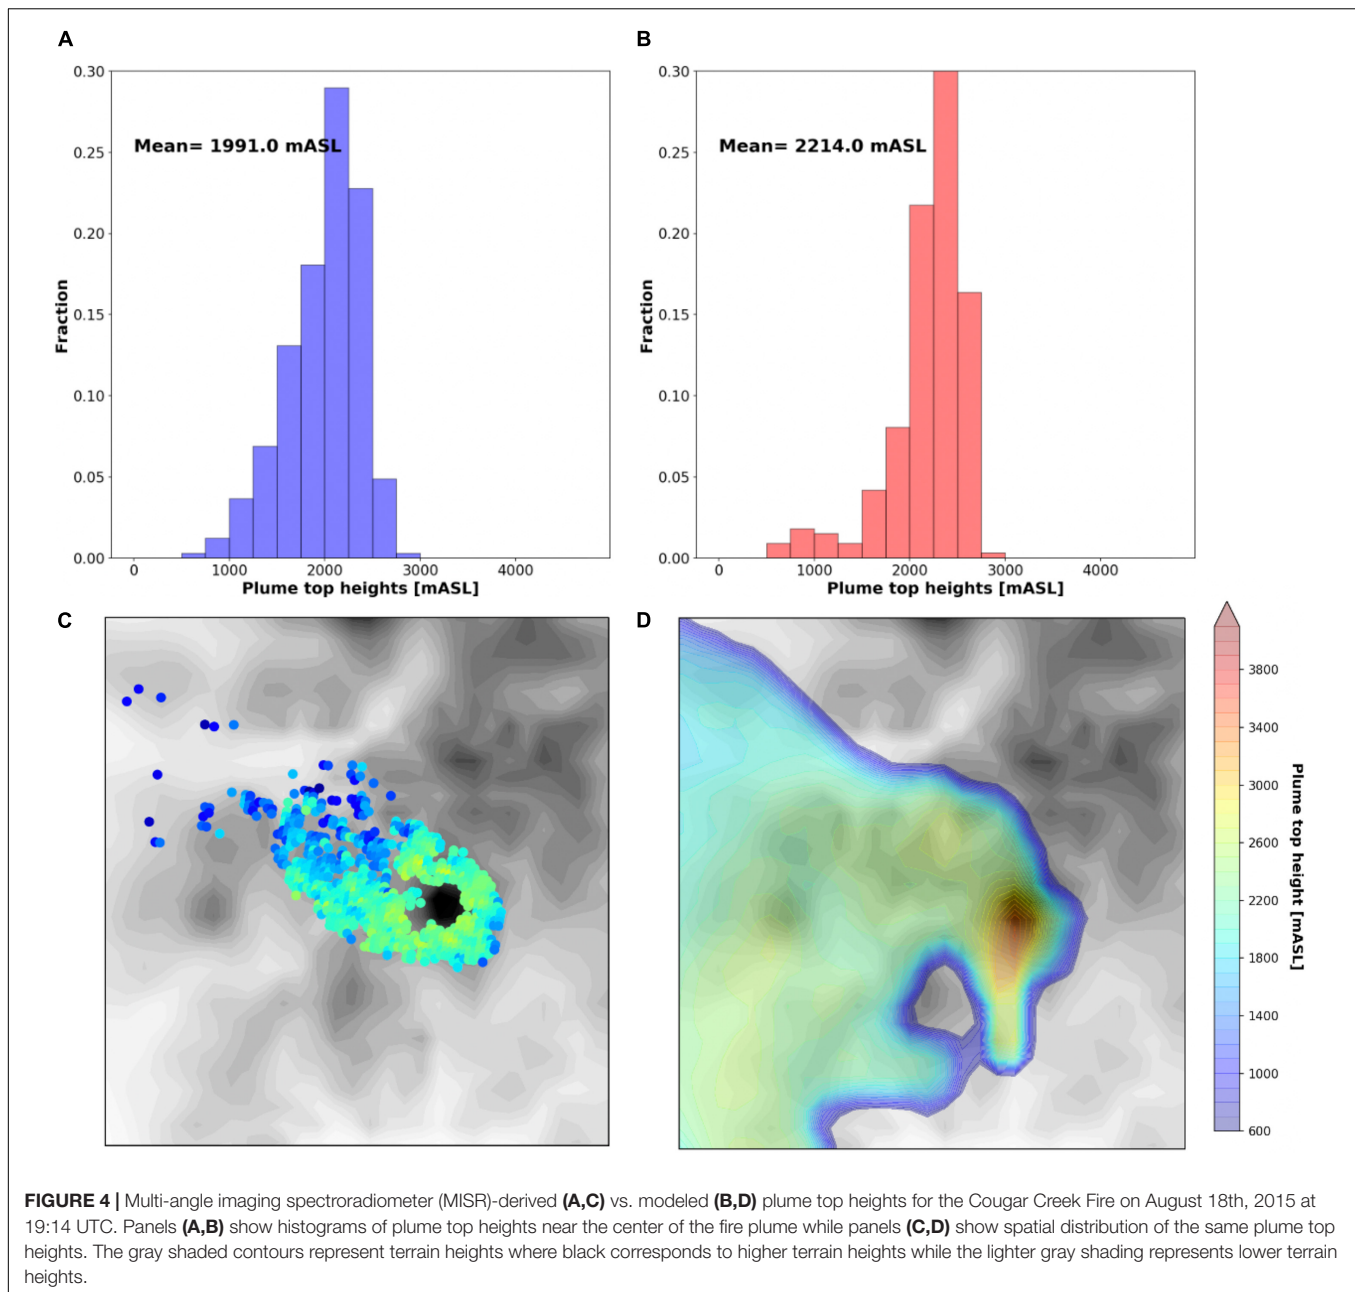 A
B
0.30
0.25
0.20
0.15
0.10
0.05
0.00
Fraction
Mean= 1991.0 mASL
0 1000 2000 3000 4000
Plume top heights [mASL]
0.30
0.25
0.20
0.15
0.10
0.05
0.00
Fraction
Mean= 2214.0 mASL
0 1000 2000 3000 4000
Plume top heights [mASL]
C
D
3800
3400
3000
2600
2200
1800
1400
1000
600
Plume top height [mASL]
FIGURE 4 | Multi-angle imaging spectroradiometer (MISR)-derived (A,C) vs. modeled (B,D) plume top heights for the Cougar Creek Fire on August 18th, 2015 at
19:14 UTC. Panels (A,B) show histograms of plume top heights near the center of the fire plume while panels (C,D) show spatial distribution of the same plume top
heights. The gray shaded contours represent terrain heights where black corresponds to higher terrain heights while the lighter gray shading represents lower terrain
heights.